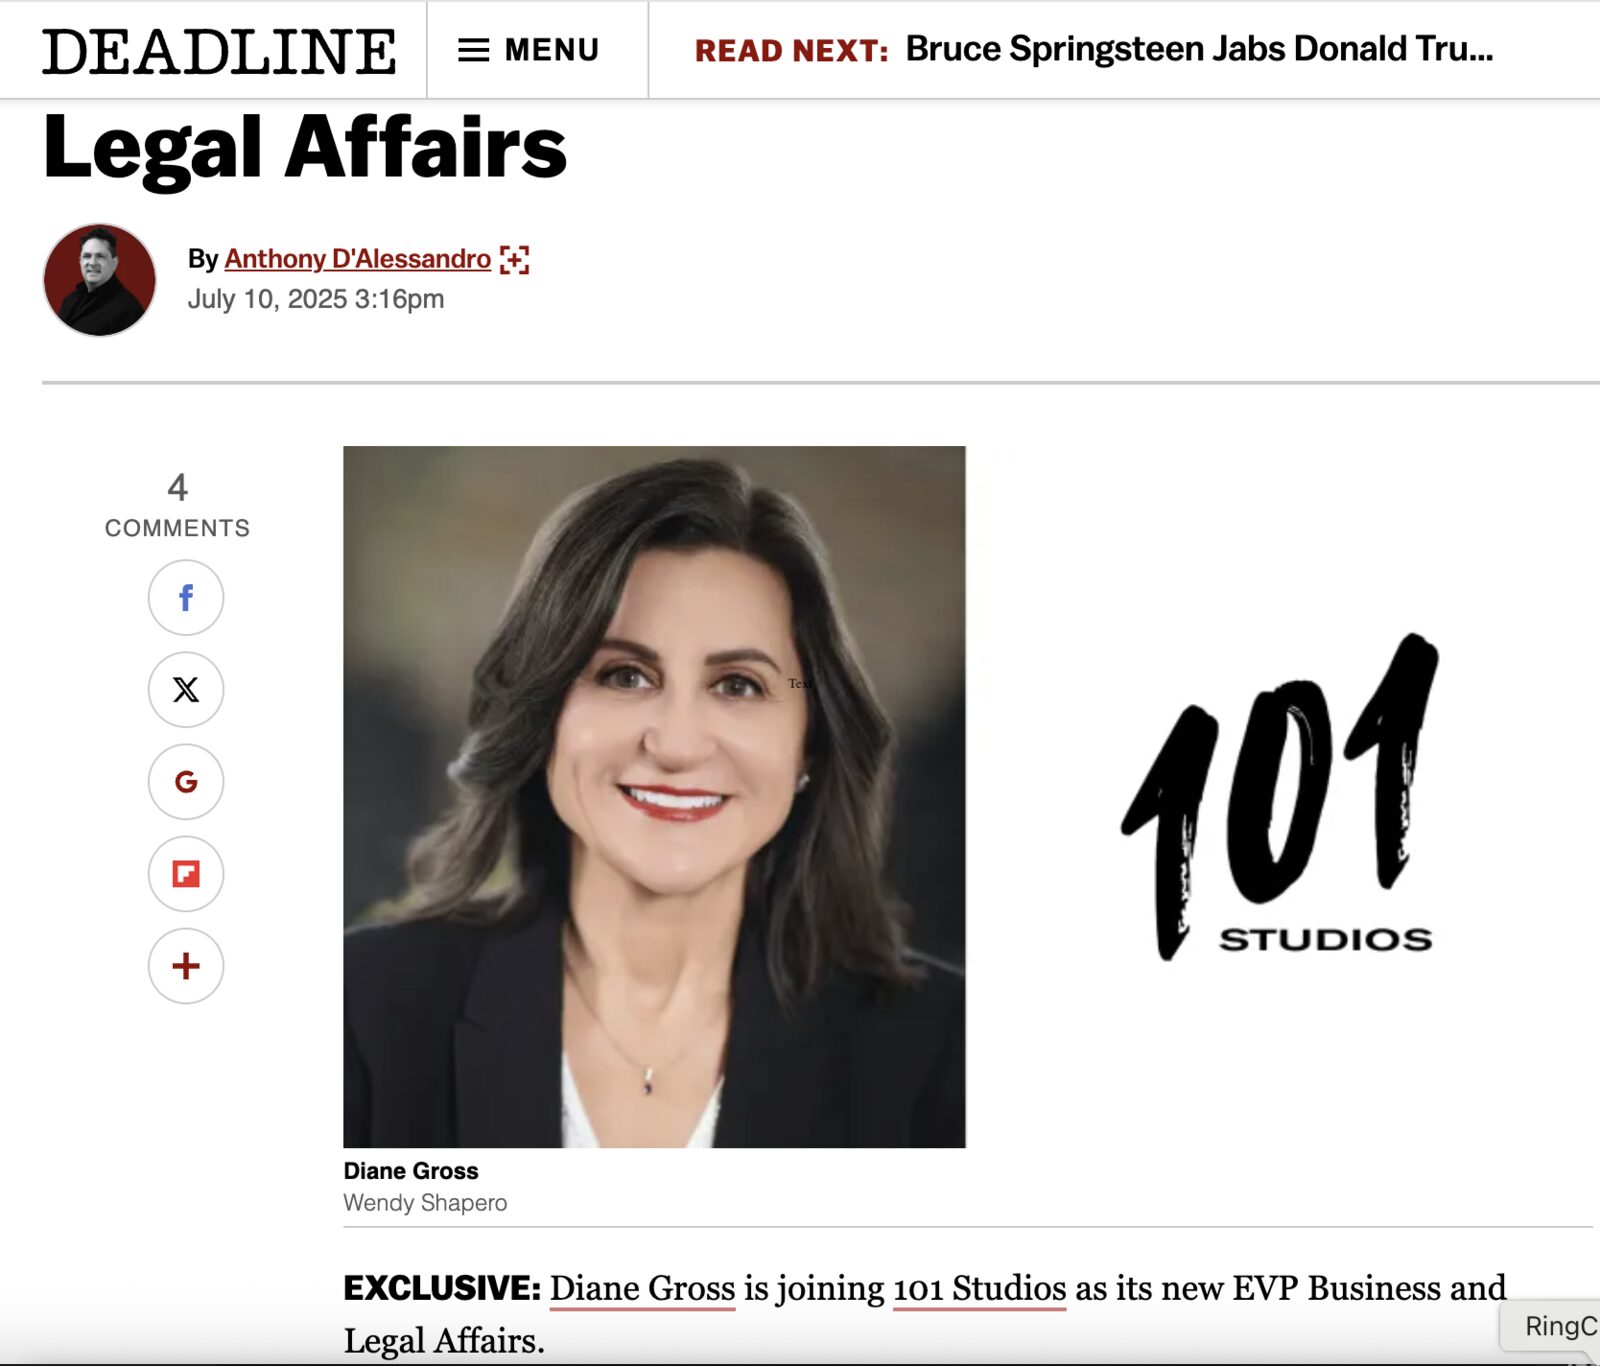 DEADLINE
MENU
READ NEXT: Bruce Springsteen Jabs Donald Tru...
Legal Affairs
By Anthony D'Alessandro
July 10, 2025 3:16pm
4
COMMENTS
Text
101
STUDIOS
Diane Gross
Wendy Shapero
EXCLUSIVE: Diane Gross is joining 101 Studios as its new EVP Business and
Legal Affairs.
RingC